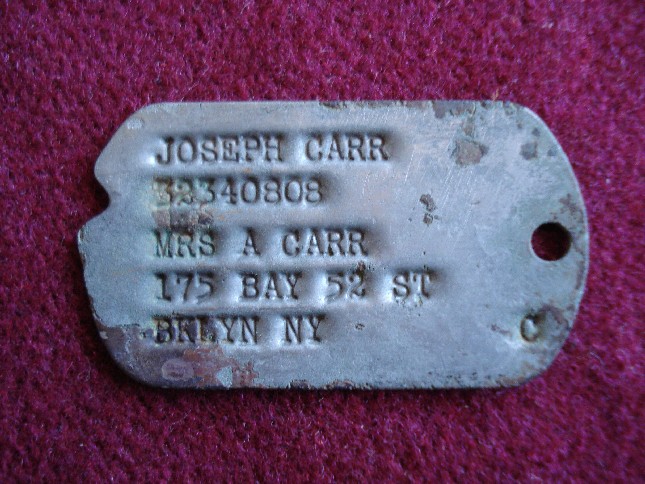 JOSEPH CARR
32340808
MRS A CARR
175 BAY 52 ST
BKLYN NY C